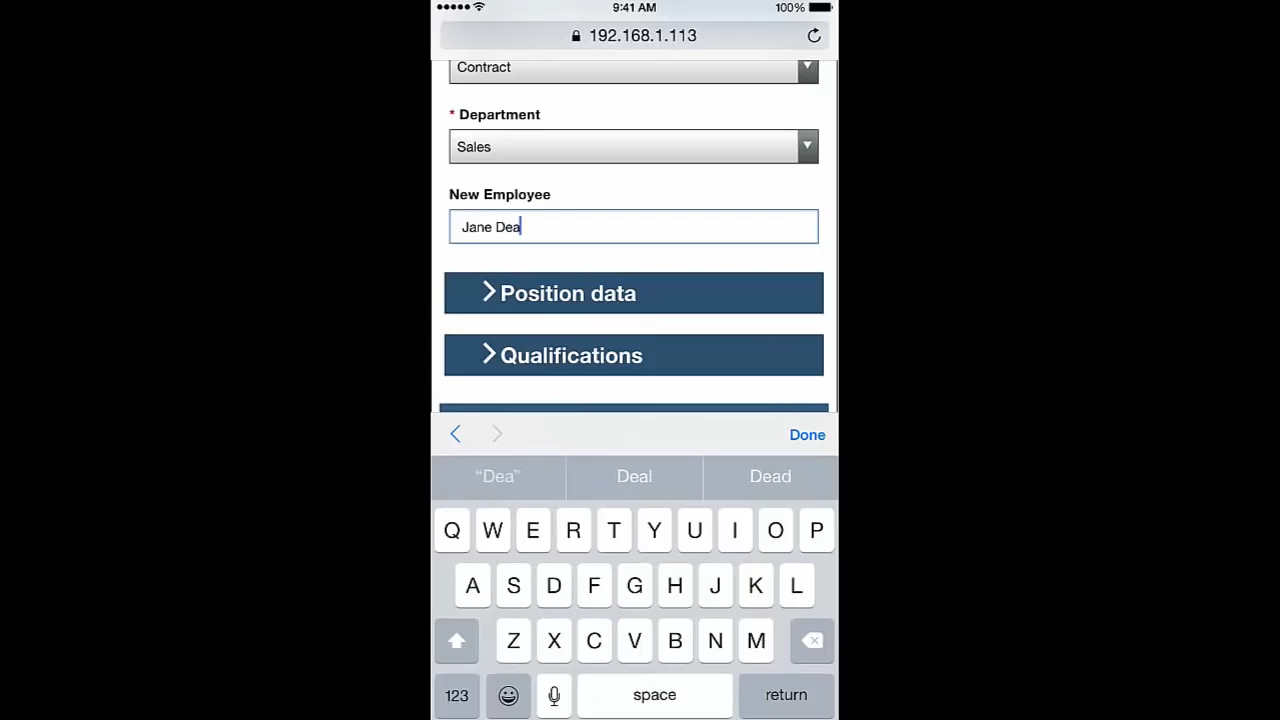 9:41 AM
100%
192.168.1.113
Contract
* Department
Sales
New Employee
Jane Dea
Position data
Qualifications
Done
“Dea” Deal Dead
Q W E R T Y U I O P
A S D F G H J K L
Z X C V B N M
123 space return